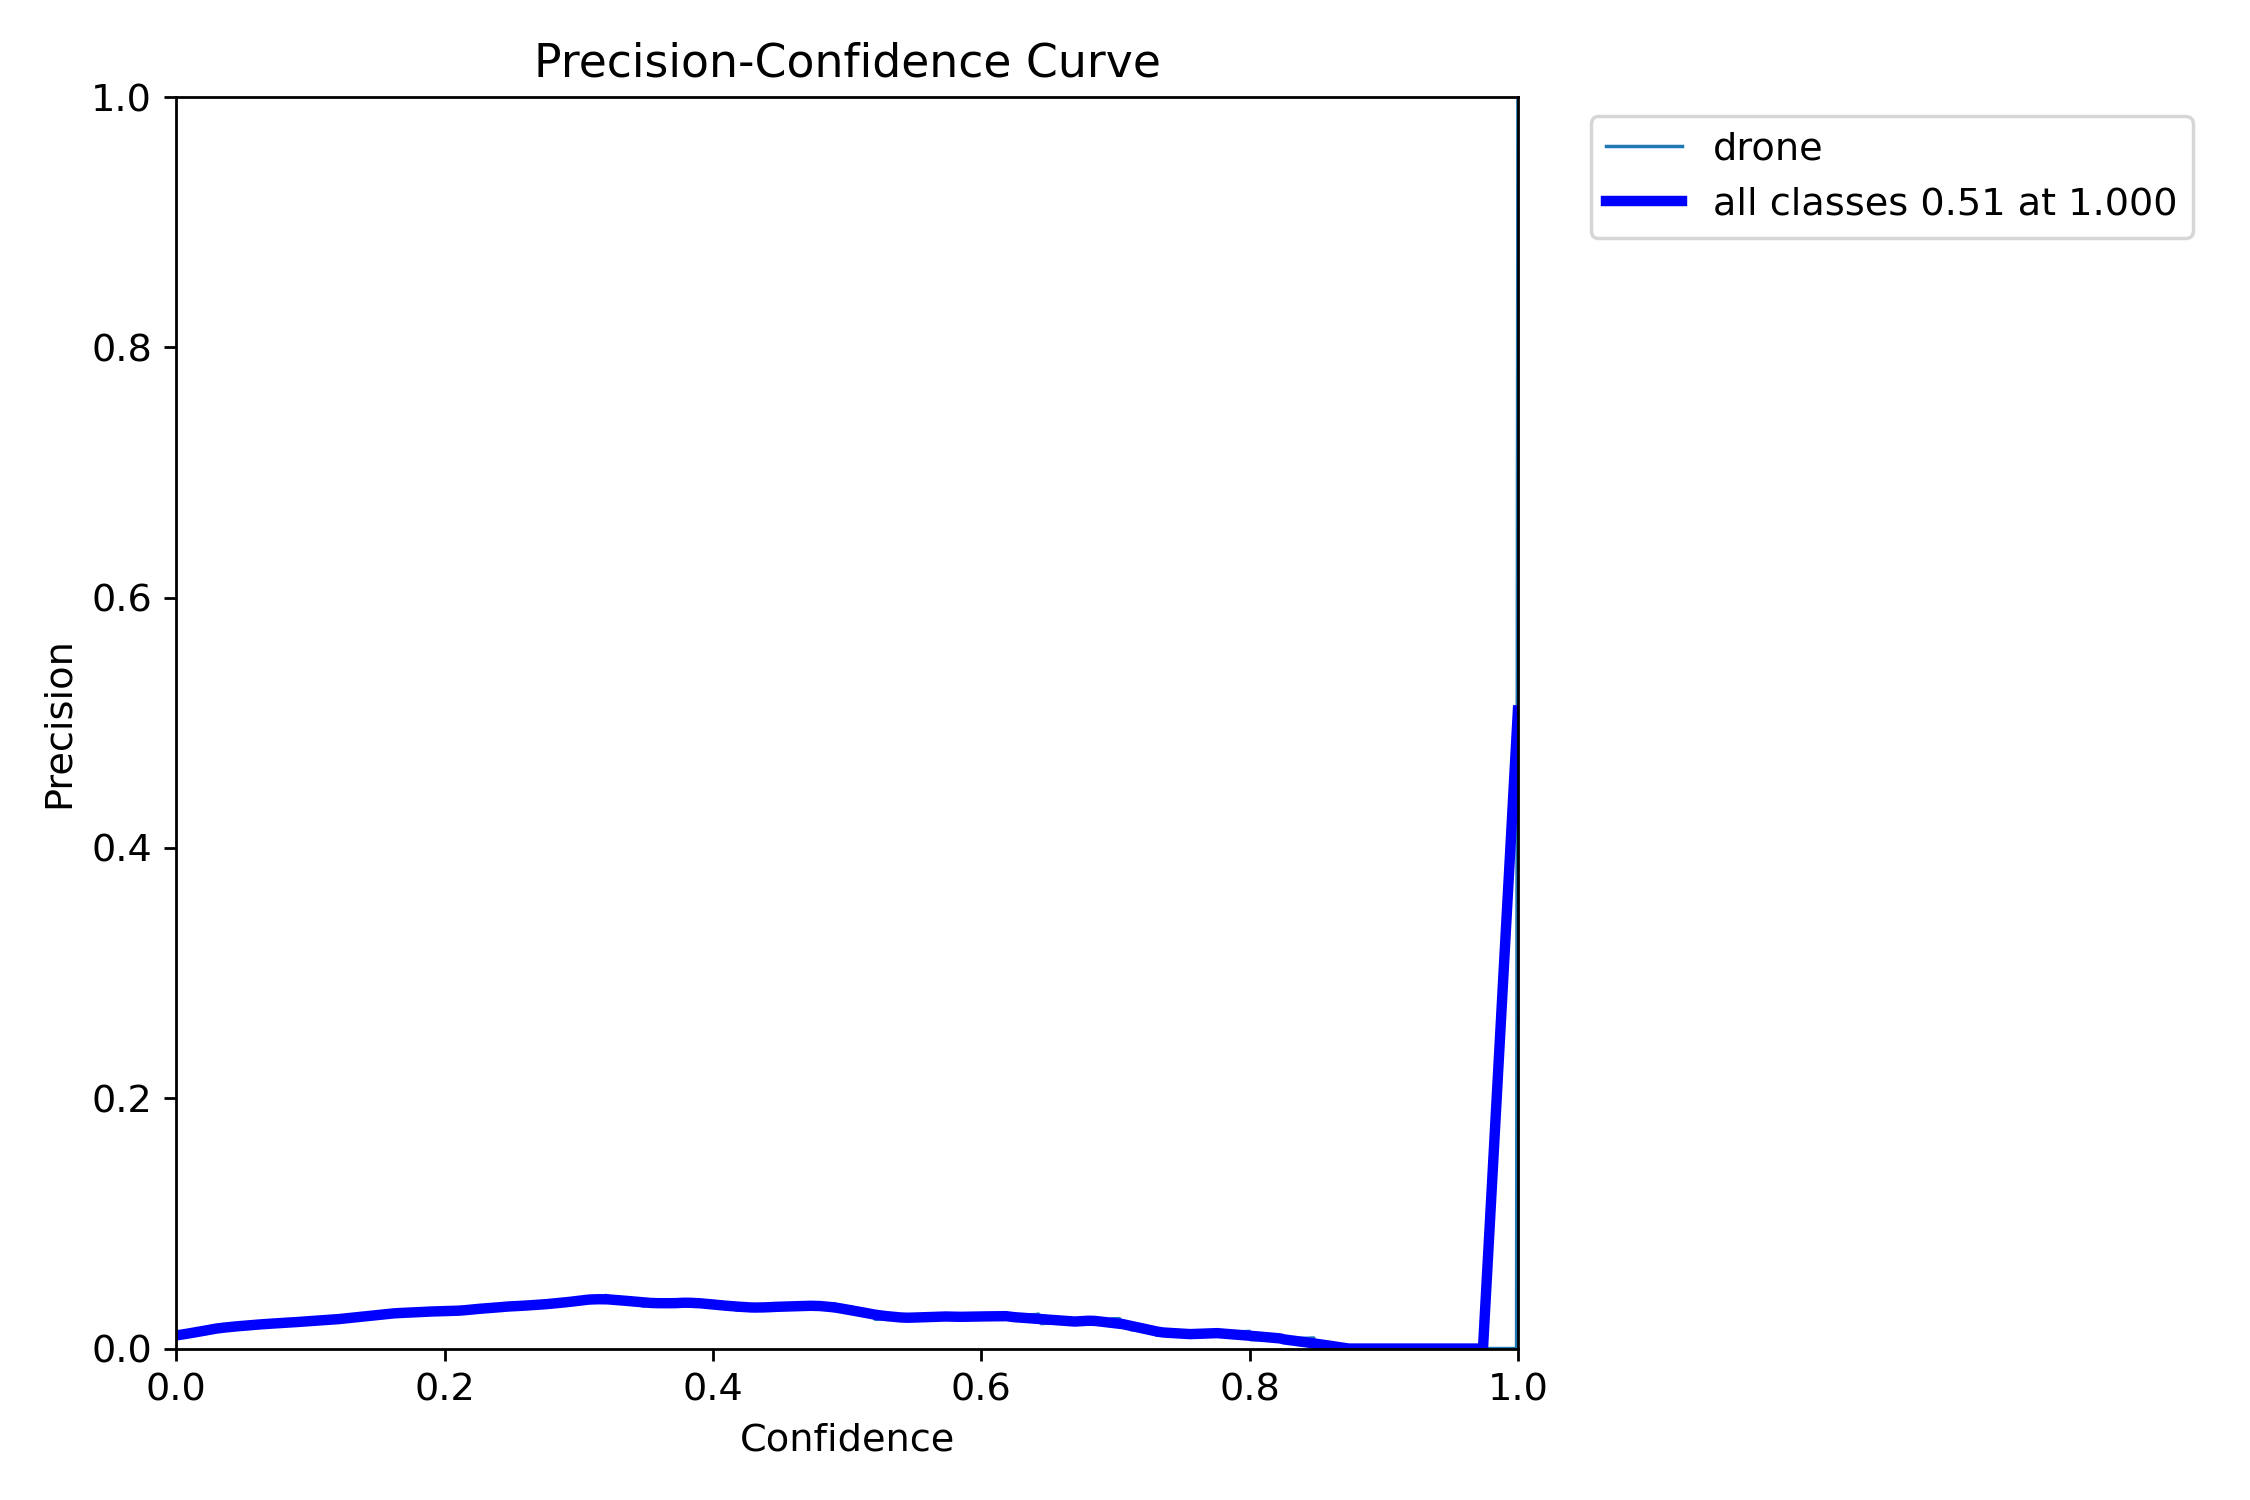 Precision-Confidence Curve
1.0
0.8
0.6
0.4
0.2
0.0
Precision
0.0 0.2 0.4 0.6 0.8 1.0
Confidence
drone
all classes 0.51 at 1.000